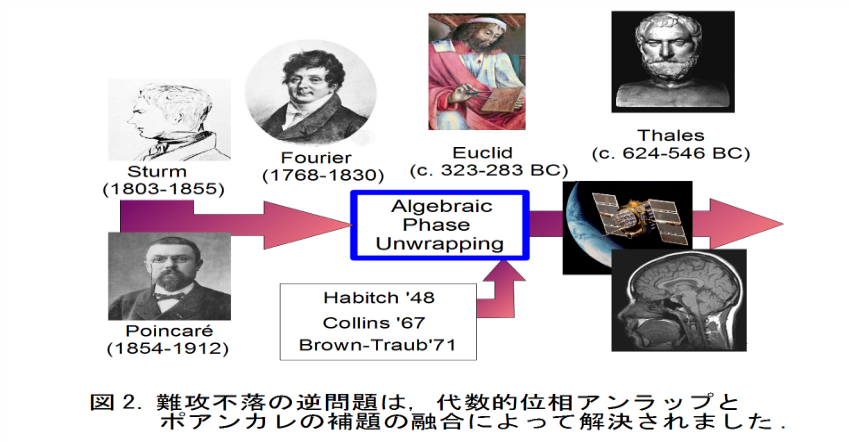 Sturm
(1803-1855)
Fourier
(1768-1830)
Euclid
(c. 323-283 BC)
Thales
(c. 624-546 BC)
Algebraic
Phase
Unwrapping
Poincaré
(1854-1912)
Habitch '48
Collins '67
Brown-Traub'71
図 2. 難攻不落の逆問題は, 代数的位相アンラップと
ポアンカレの補題の融合によって解決されました.